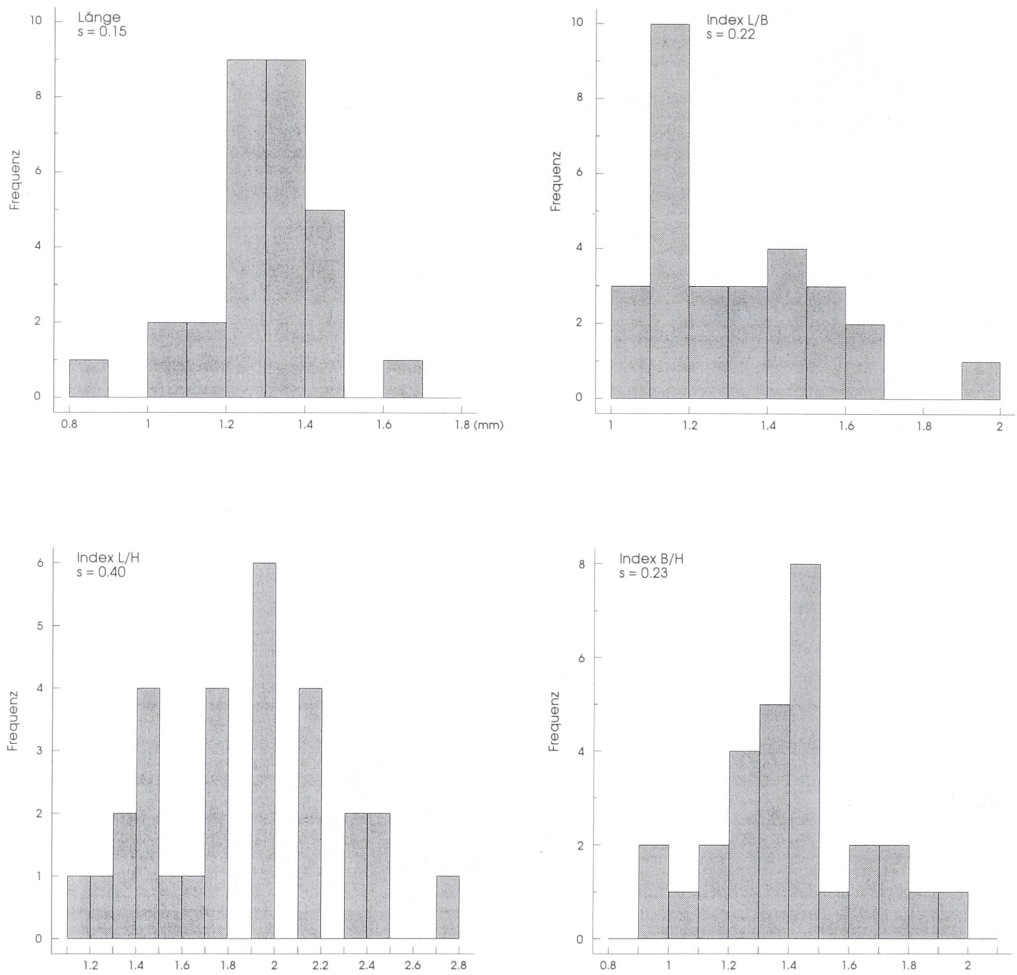 Länge
s = 0.15
Frequenz
10
8
6
4
2
0
0.8 1 1.2 1.4 1.6 1.8 (mm)
Index L/B
s = 0.22
Frequenz
10
8
6
4
2
0
1 1.2 1.4 1.6 2
Index L/H
s = 0.40
Frequenz
6
5
4
3
2
1
0
1.2 1.4 1.6 1.8 2 2.2 2.4 2.6 2.8
Index B/H
s = 0.23
Frequenz
8
6
4
2
0
0.8 1 1.2 1.4 1.6 1.8 2